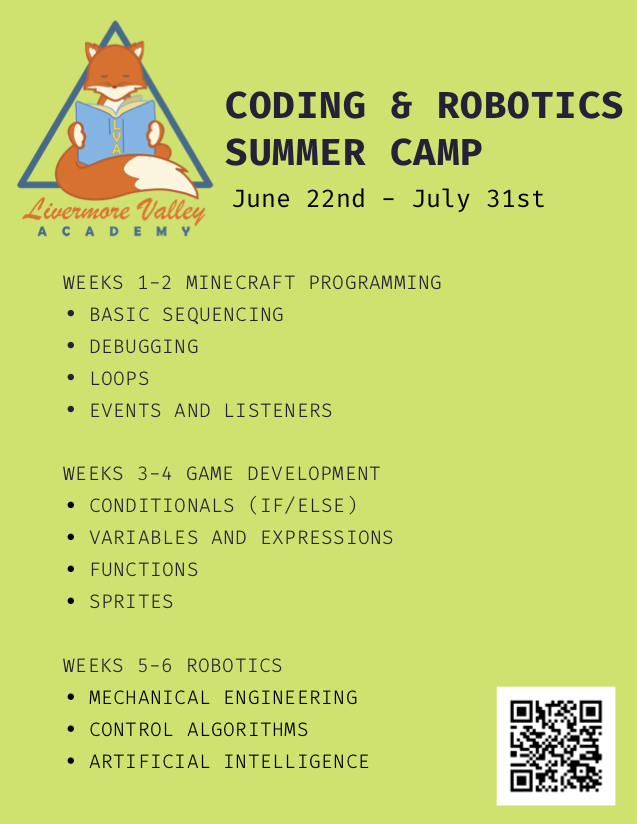 LVA
Livermore Valley
ACADEMY
CODING & ROBOTICS
SUMMER CAMP
June 22nd - July 31st
WEEKS 1-2 MINECRAFT PROGRAMMING
• BASIC SEQUENCING
• DEBUGGING
• LOOPS
• EVENTS AND LISTENERS
WEEKS 3-4 GAME DEVELOPMENT
• CONDITIONALS (IF/ELSE)
• VARIABLES AND EXPRESSIONS
• FUNCTIONS
• SPRITES
WEEKS 5-6 ROBOTICS
• MECHANICAL ENGINEERING
• CONTROL ALGORITHMS
• ARTIFICIAL INTELLIGENCE